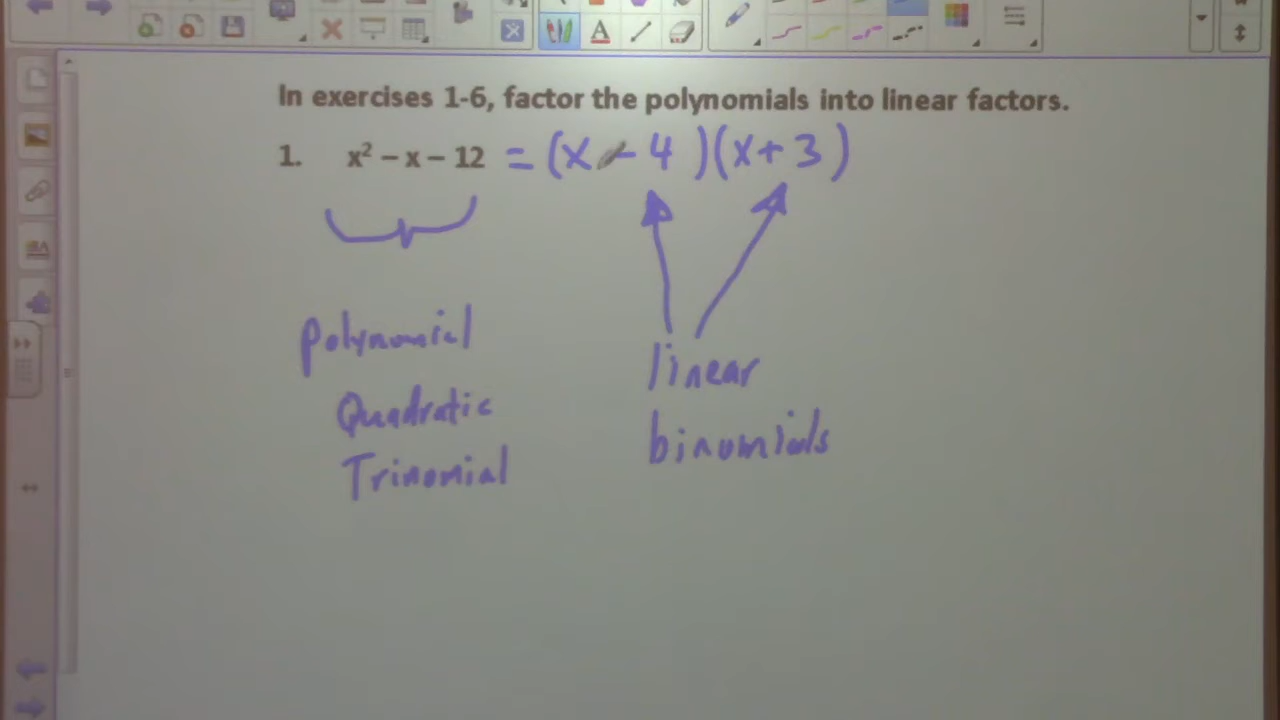 In exercises 1-6, factor the polynomials into linear factors.
1. x² – x – 12 = (x - 4)(x + 3)
polynomial
Quadratic
Trinomial
linear
binomials